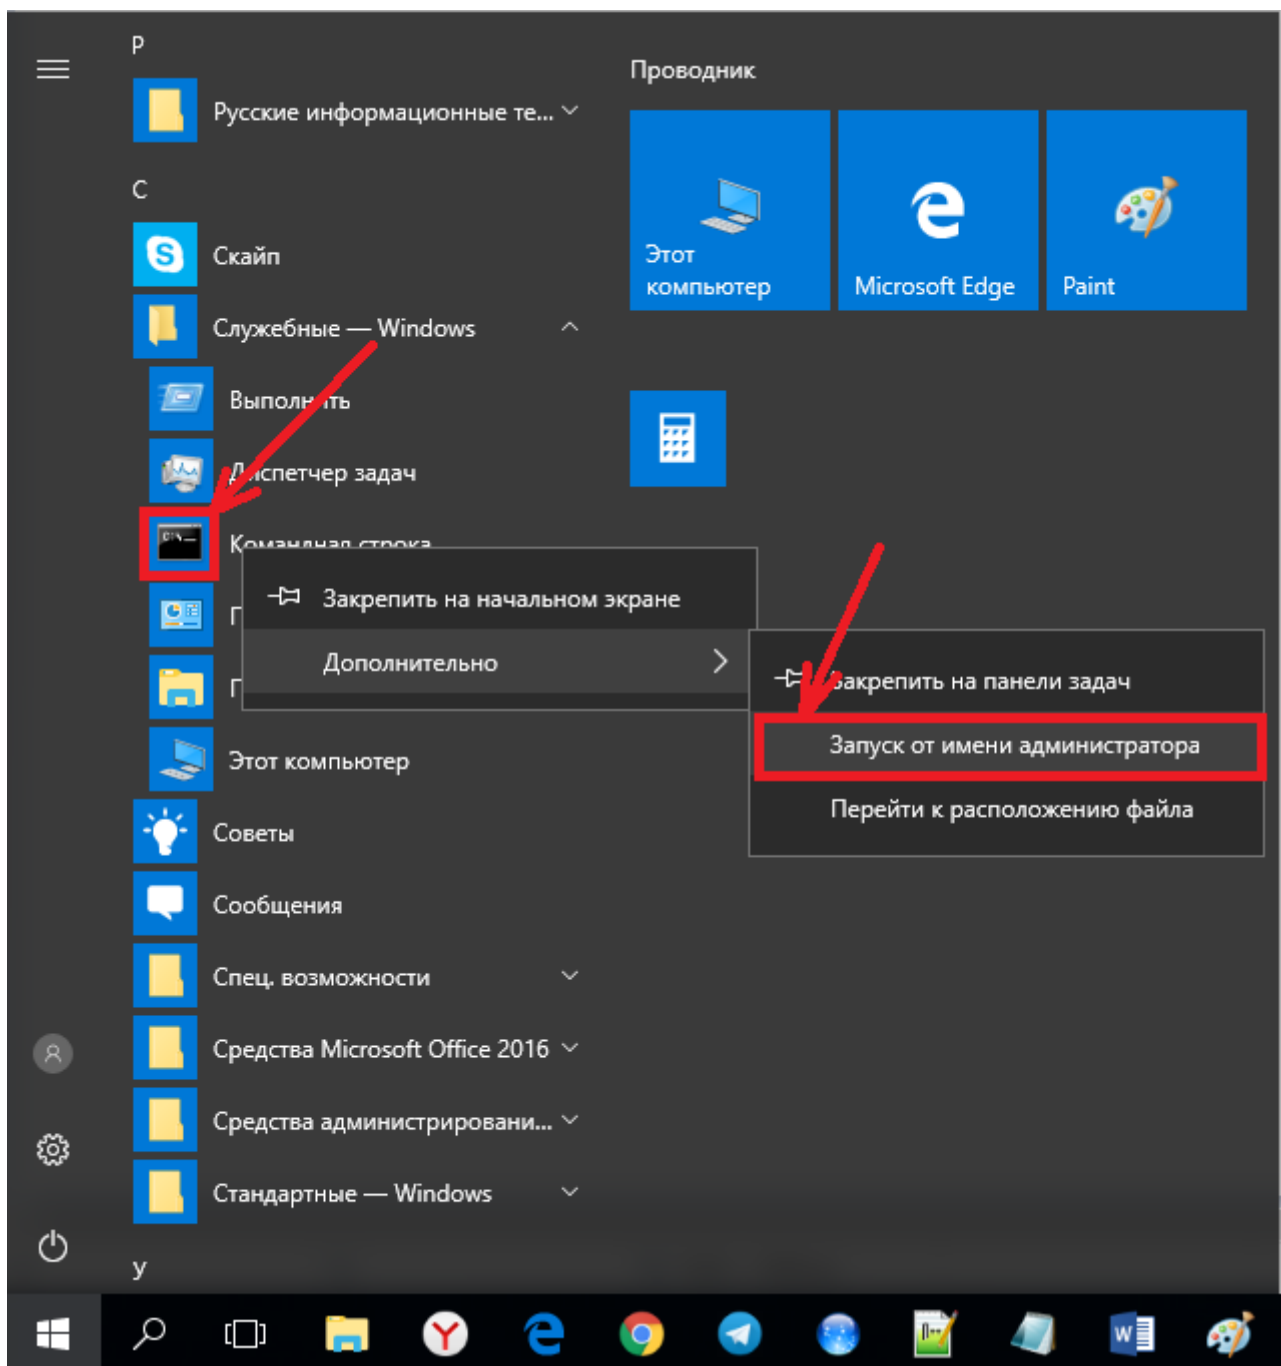 Р
Русские информационные те...
С
Скайп
Служебные — Windows
Выполнить
Диспетчер задач
Командная строка
П
П
Этот компьютер
Советы
Сообщения
Спец. возможности
Средства Microsoft Office 2016
Средства администрировани...
Стандартные — Windows
У
Проводник
Этот
компьютер
Microsoft Edge
Paint
Закрепить на начальном экране
Дополнительно
Закрепить на панели задач
Запуск от имени администратора
Перейти к расположению файла